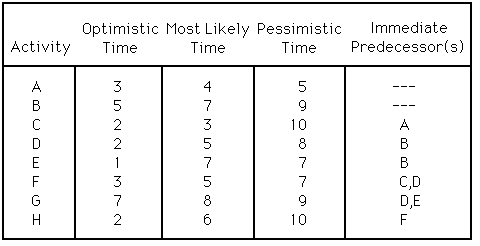 Optimistic Most Likely Pessimistic Immediate
Activity Time Time Time Predecessor(s)
A 3 4 5 ---
B 5 7 9 ---
C 2 3 10 A
D 2 5 8 B
E 1 7 7 B
F 3 5 7 C,D
G 7 8 9 D,E
H 2 6 10 F